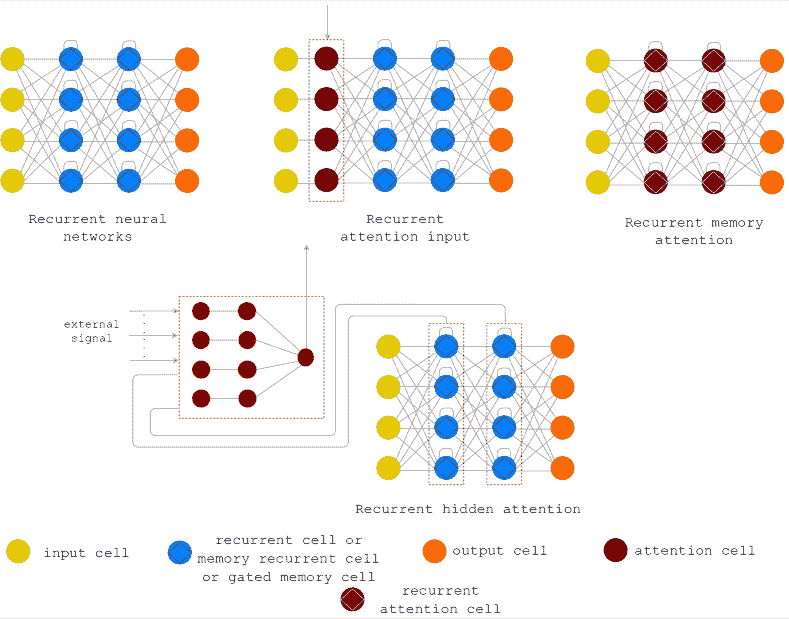 Recurrent neural
networks
Recurrent
attention input
Recurrent memory
attention
external
signal
Recurrent hidden attention
input cell
recurrent cell or
memory recurrent cell
or gated memory cell
output cell
attention cell
recurrent
attention cell